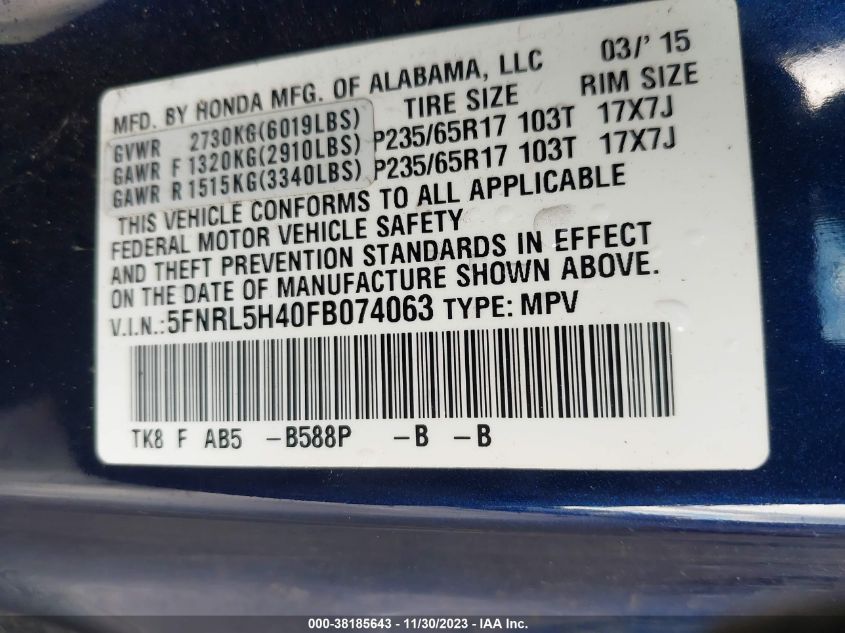 MFD. BY HONDA MFG. OF ALABAMA, LLC 03/' 15
TIRE SIZE RIM SIZE
GVWR 2730KG(6019LBS)
GAWR F 1320KG(2910LBS) P235/65R17 103T 17X7J
GAWR R 1515KG(3340LBS) P235/65R17 103T 17X7J
THIS VEHICLE CONFORMS TO ALL APPLICABLE
FEDERAL MOTOR VEHICLE SAFETY
AND THEFT PREVENTION STANDARDS IN EFFECT
ON THE DATE OF MANUFACTURE SHOWN ABOVE.
V.I.N.:5FNRL5H40FB074063 TYPE: MPV
TK8 F AB5 -B588P -B -B
000-38185643 - 11/30/2023 - IAA Inc.